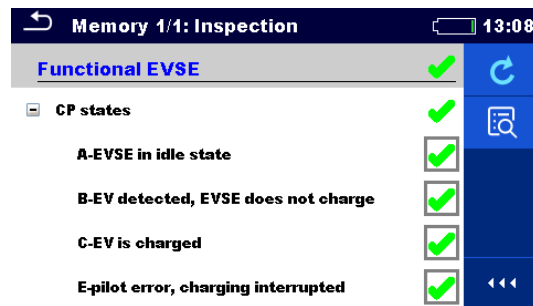 Memory 1/1: Inspection 13:08
Functional EVSE
CP states
A-EVSE in idle state
B-EV detected, EVSE does not charge
C-EV is charged
E-pilot error, charging interrupted